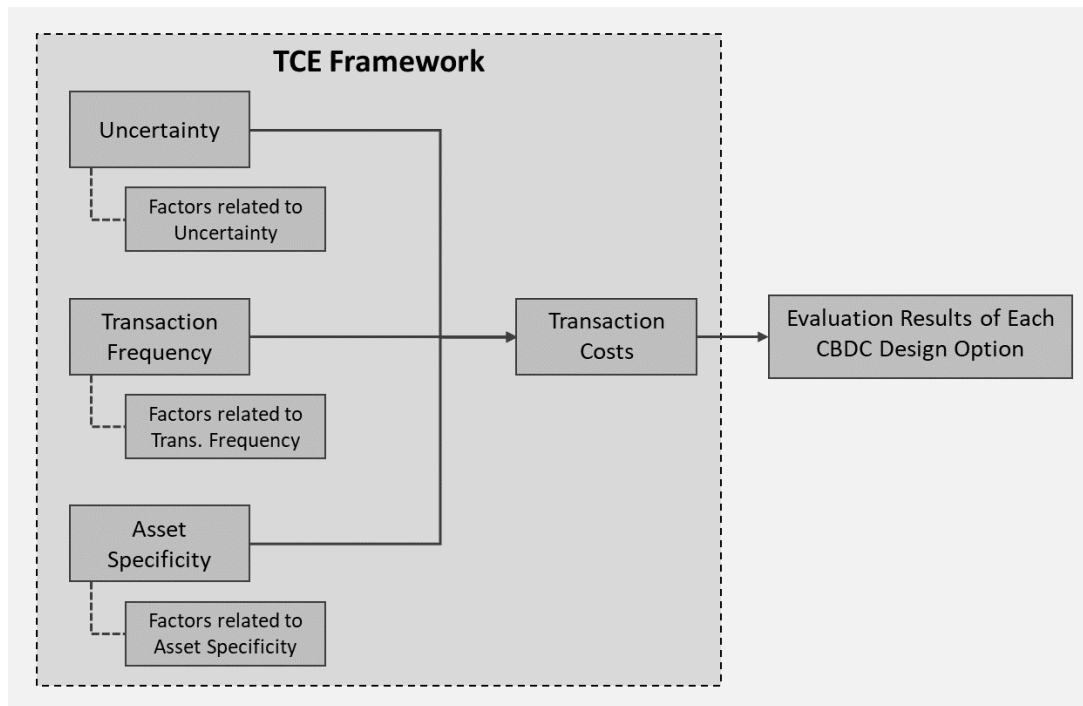 TCE Framework
Uncertainty
Factors related to
Uncertainty
Transaction
Frequency
Factors related to
Trans. Frequency
Asset
Specificity
Factors related to
Asset Specificity
Transaction
Costs
Evaluation Results of Each
CBDC Design Option